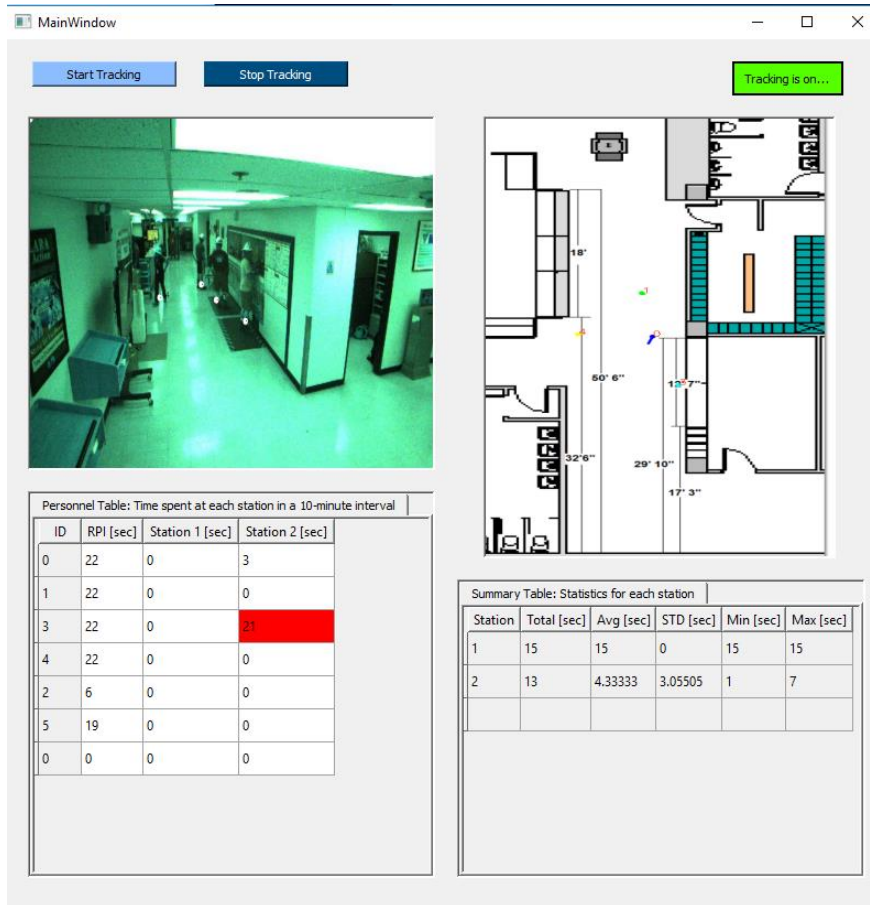 MainWindow
Start Tracking
Stop Tracking
Tracking is on...
18'
50' 6"
32'6"
29' 10"
17' 3"
Personnel Table: Time spent at each station in a 10-minute interval
ID RPI [sec] Station 1 [sec] Station 2 [sec]
0 22 0 3
1 22 0 0
3 22 0 21
4 22 0 0
2 6 0 0
5 19 0 0
0 0 0 0
Summary Table: Statistics for each station
Station Total [sec] Avg [sec] STD [sec] Min [sec] Max [sec]
1 15 15 0 15 15
2 13 4.33333 3.05505 1 7